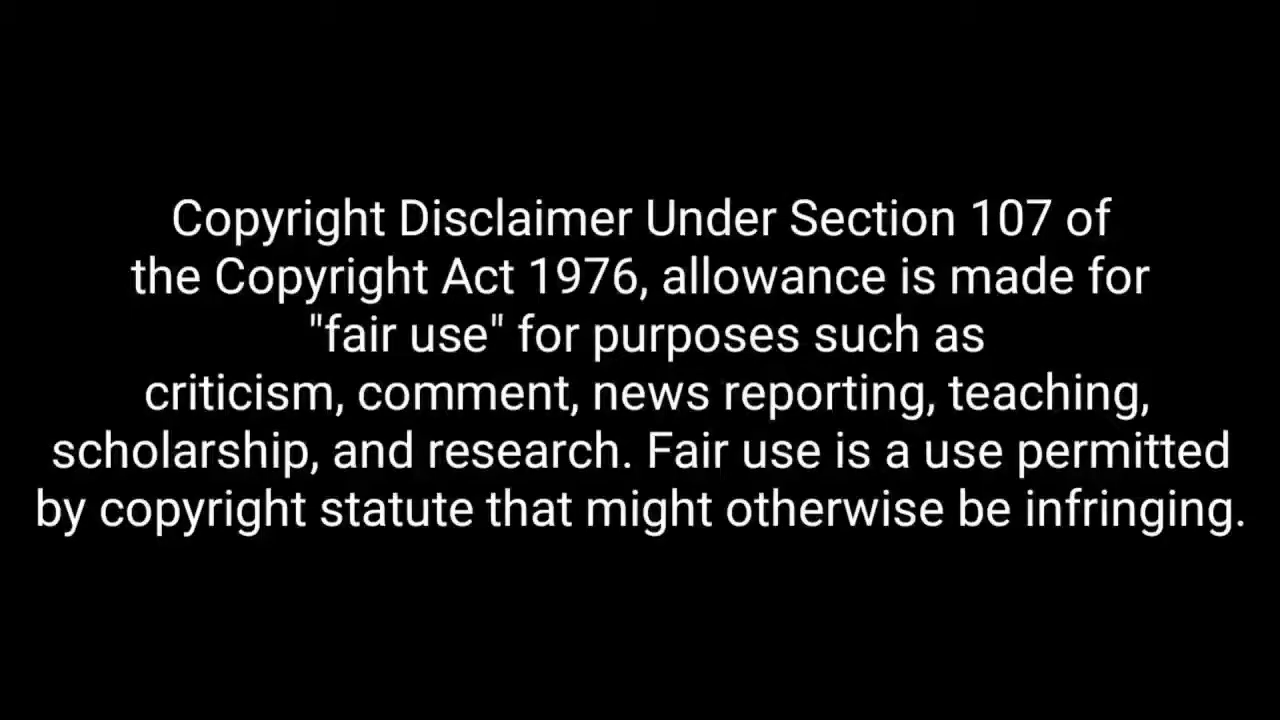 Copyright Disclaimer Under Section 107 of
the Copyright Act 1976, allowance is made for
"fair use" for purposes such as
criticism, comment, news reporting, teaching,
scholarship, and research. Fair use is a use permitted
by copyright statute that might otherwise be infringing.